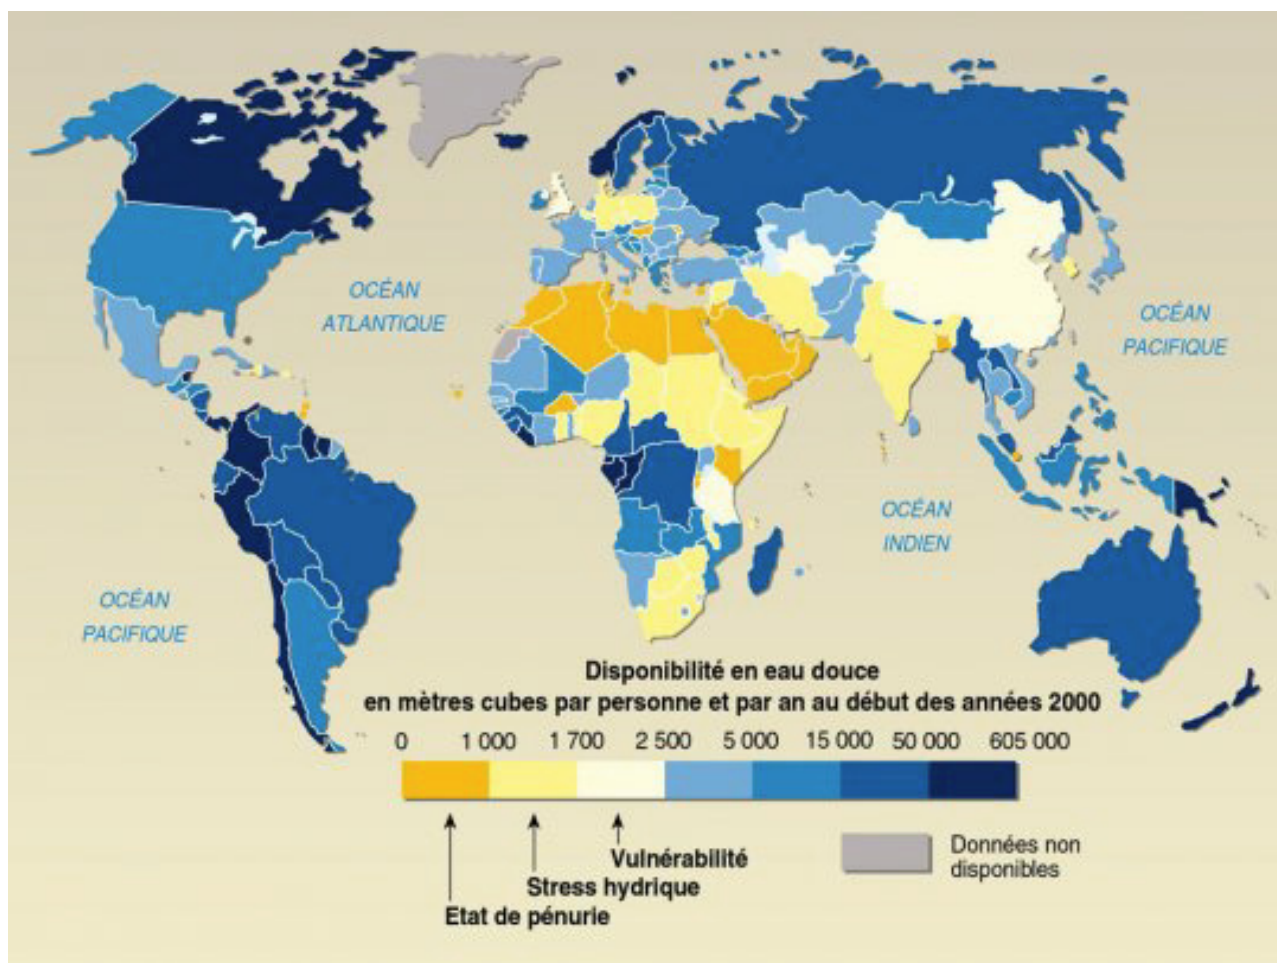 OCÉAN
ATLANTIQUE
OCÉAN
PACIFIQUE
OCÉAN
INDIEN
OCÉAN
PACIFIQUE
Disponibilité en eau douce
en mètres cubes par personne et par an au début des années 2000
0 1 000 1 700 2 500 5 000 15 000 50 000 605 000
Données non
disponibles
Vulnérabilité
Stress hydrique
Etat de pénurie